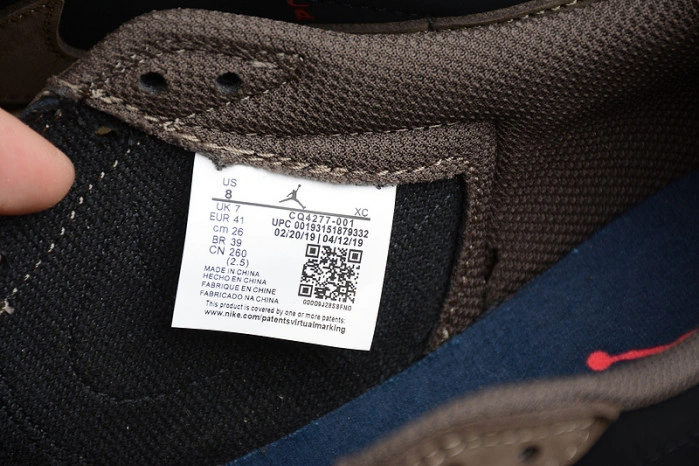 US
8
XC
UK 7
EUR 41
cm 26
BR 39
CN 260
(2.5)
CQ4277-001
UPC 00193151879332
02/20/19 | 04/12/19
MADE IN CHINA
HECHO EN CHINA
FABRIQUE EN CHINE
FABRICADO NA CHINA
00009J28S8FN0
This product is covered by one or more patents:
www.nike.com/patentsvirtualmarking